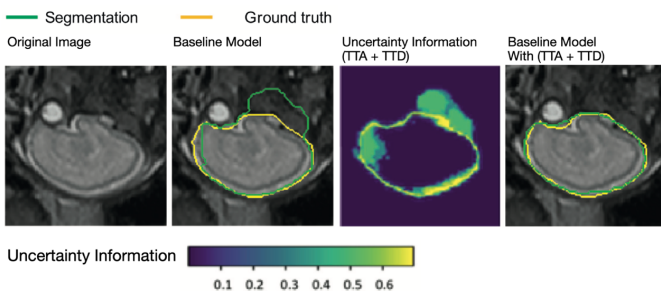 Segmentation Ground truth
Original Image Baseline Model Uncertainty Information (TTA + TTD) Baseline Model With (TTA + TTD)
Uncertainty Information
0.1 0.2 0.3 0.4 0.5 0.6